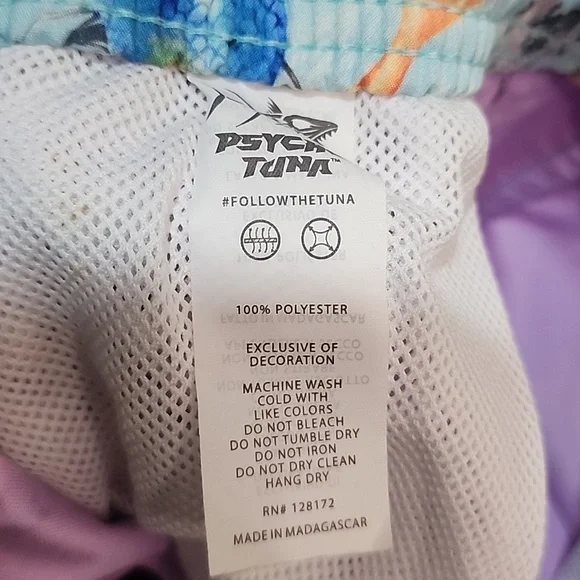 PSYCHO
TUNA™
#FOLLOWTHETUNA
100% POLYESTER
EXCLUSIVE OF
DECORATION
MACHINE WASH
COLD WITH
LIKE COLORS
DO NOT BLEACH
DO NOT TUMBLE DRY
DO NOT IRON
DO NOT DRY CLEAN
HANG DRY
RN# 128172
MADE IN MADAGASCAR